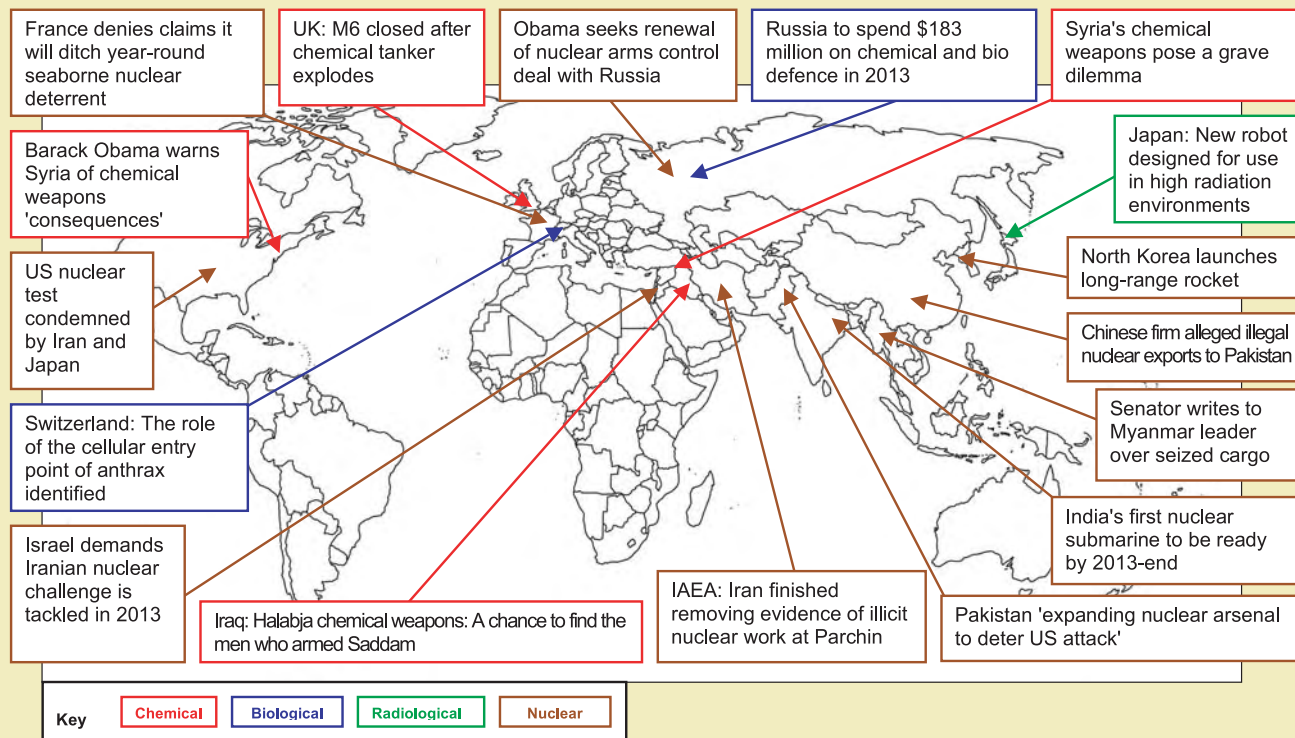 France denies claims it
will ditch year-round
seaborne nuclear
deterrent
UK: M6 closed after
chemical tanker
explodes
Obama seeks renewal
of nuclear arms control
deal with Russia
Russia to spend $183
million on chemical and bio
defence in 2013
Syria's chemical
weapons pose a grave
dilemma
Barack Obama warns
Syria of chemical
weapons
'consequences'
Japan: New robot
designed for use
in high radiation
environments
US nuclear
test
condemned
by Iran and
Japan
North Korea launches
long-range rocket
Chinese firm alleged illegal
nuclear exports to Pakistan
Switzerland: The role
of the cellular entry
point of anthrax
identified
Senator writes to
Myanmar leader
over seized cargo
India's first nuclear
submarine to be ready
by 2013-end
Israel demands
Iranian nuclear
challenge is
tackled in 2013
Iraq: Halabja chemical weapons: A chance to find the
men who armed Saddam
IAEA: Iran finished
removing evidence of illicit
nuclear work at Parchin
Pakistan 'expanding nuclear arsenal
to deter US attack'
Key
Chemical
Biological
Radiological
Nuclear